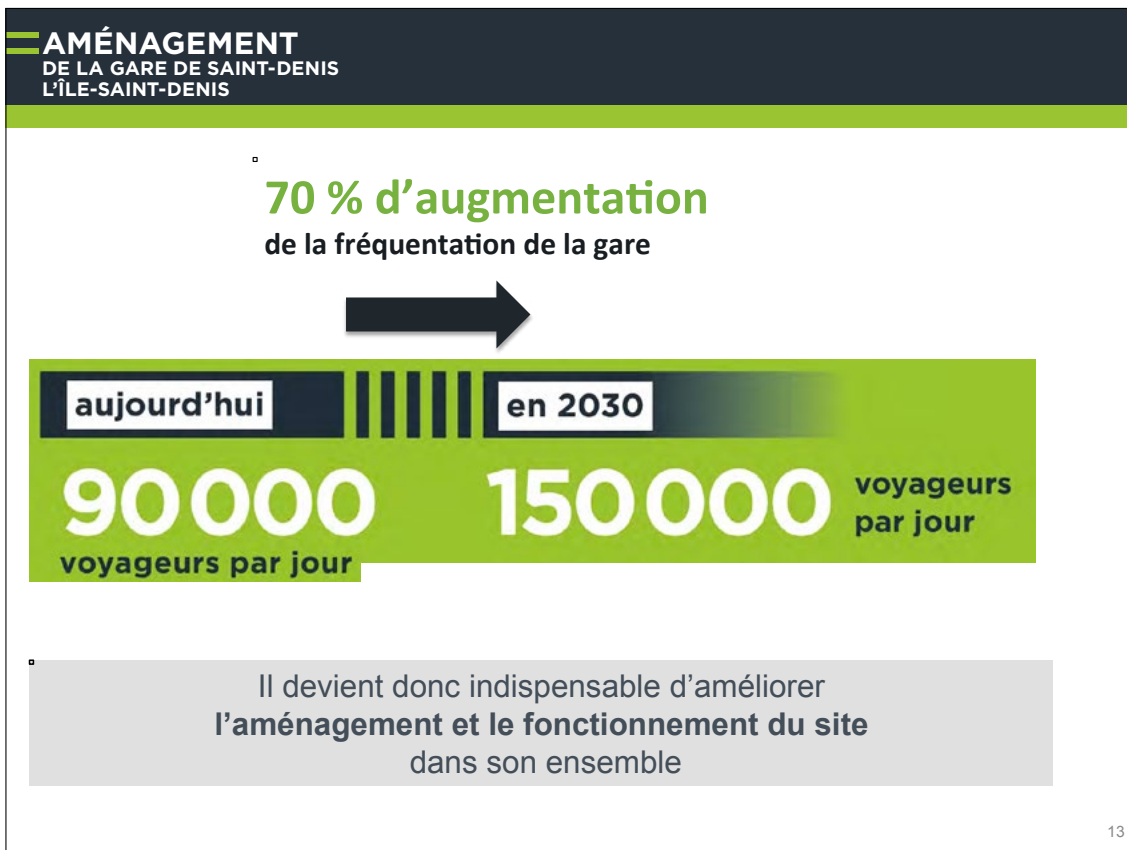 AMÉNAGEMENT
DE LA GARE DE SAINT-DENIS
L'ÎLE-SAINT-DENIS
70 % d'augmentation
de la fréquentation de la gare
aujourd'hui
en 2030
90 000
voyageurs par jour
150 000
voyageurs
par jour
Il devient donc indispensable d'améliorer
l'aménagement et le fonctionnement du site
dans son ensemble
13